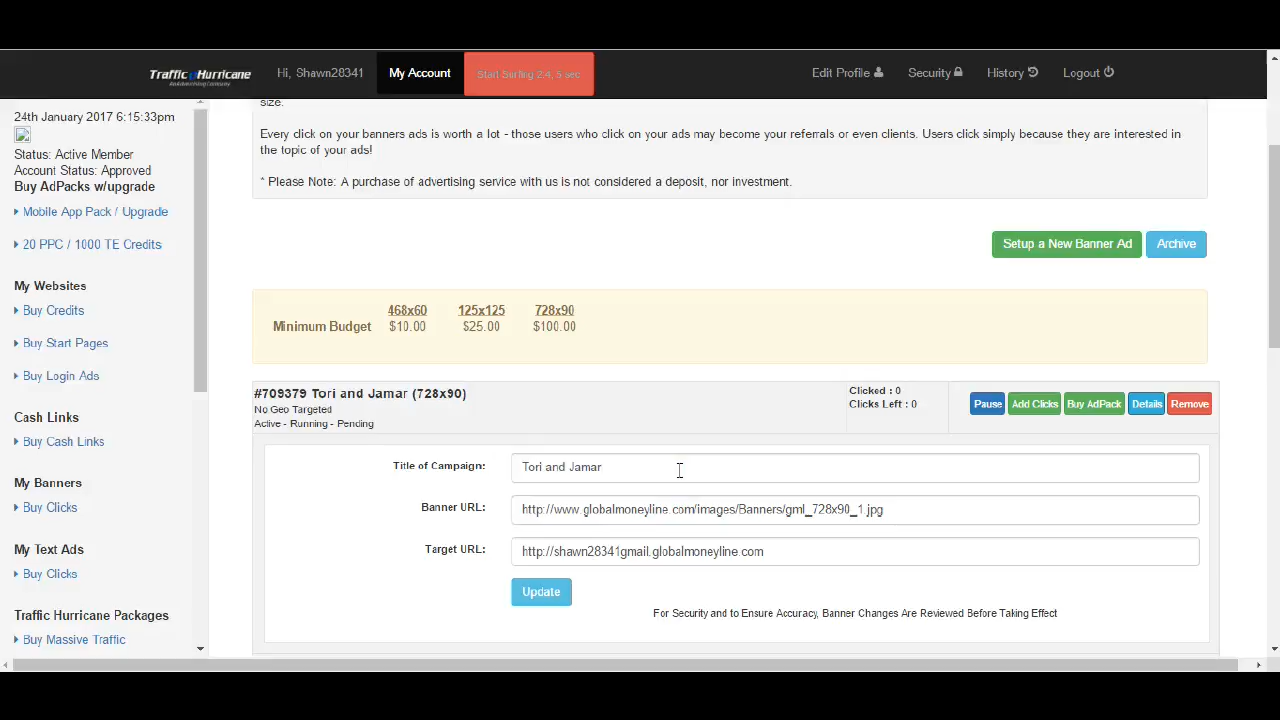 Traffic Hurricane
Hi, Shawn28341
My Account
Start Surfing 2.4, 5 sec
Edit Profile
Security
History
Logout
24th January 2017 6:15:33pm
Status: Active Member
Account Status: Approved
Buy AdPacks w/upgrade
Mobile App Pack / Upgrade
20 PPC / 1000 TE Credits
My Websites
Buy Credits
Buy Start Pages
Buy Login Ads
Cash Links
Buy Cash Links
My Banners
Buy Clicks
My Text Ads
Buy Clicks
Traffic Hurricane Packages
Buy Massive Traffic
size.
Every click on your banners ads is worth a lot - those users who click on your ads may become your referrals or even clients. Users click simply because they are interested in
the topic of your ads!
* Please Note: A purchase of advertising service with us is not considered a deposit, nor investment.
Setup a New Banner Ad
Archive
468x60 125x125 728x90
Minimum Budget $10.00 $25.00 $100.00
#709379 Tori and Jamar (728x90)
No Geo Targeted
Active - Running - Pending
Clicked : 0
Clicks Left : 0
Pause
Add Clicks
Buy AdPack
Details
Remove
Title of Campaign: Tori and Jamar
Banner URL: http://www.globalmoneyline.com/images/Banners/gml_728x90_1.jpg
Target URL: http://shawn28341gmail.globalmoneyline.com
Update
For Security and to Ensure Accuracy, Banner Changes Are Reviewed Before Taking Effect